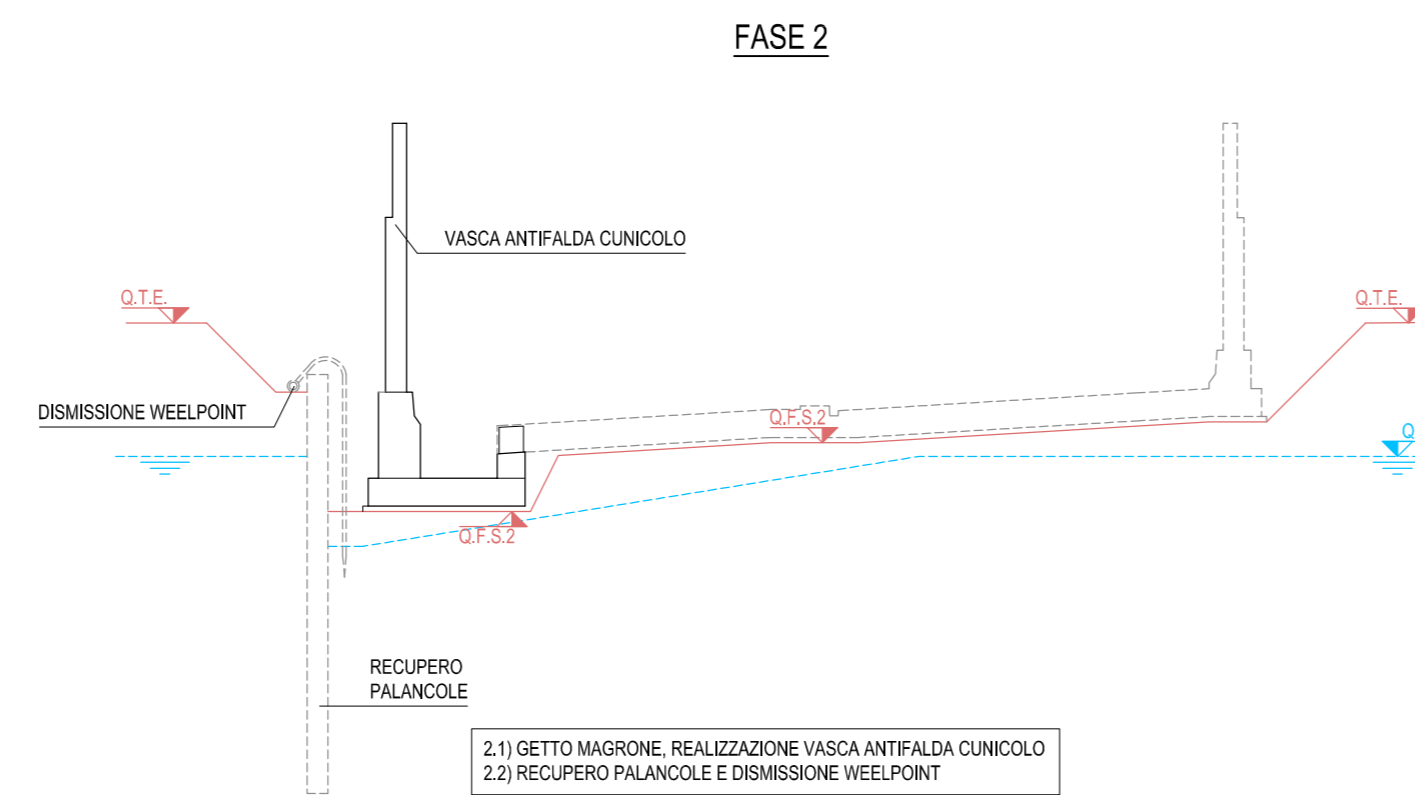 FASE 2
VASCA ANTIFALDA CUNICOLO
Q.T.E.
Q.T.E.
DISMISSIONE WEELPOINT
Q.F.S.2
Q
Q.F.S.2
RECUPERO
PALANCOLE
2.1) GETTO MAGRONE, REALIZZAZIONE VASCA ANTIFALDA CUNICOLO
2.2) RECUPERO PALANCOLE E DISMISSIONE WEELPOINT